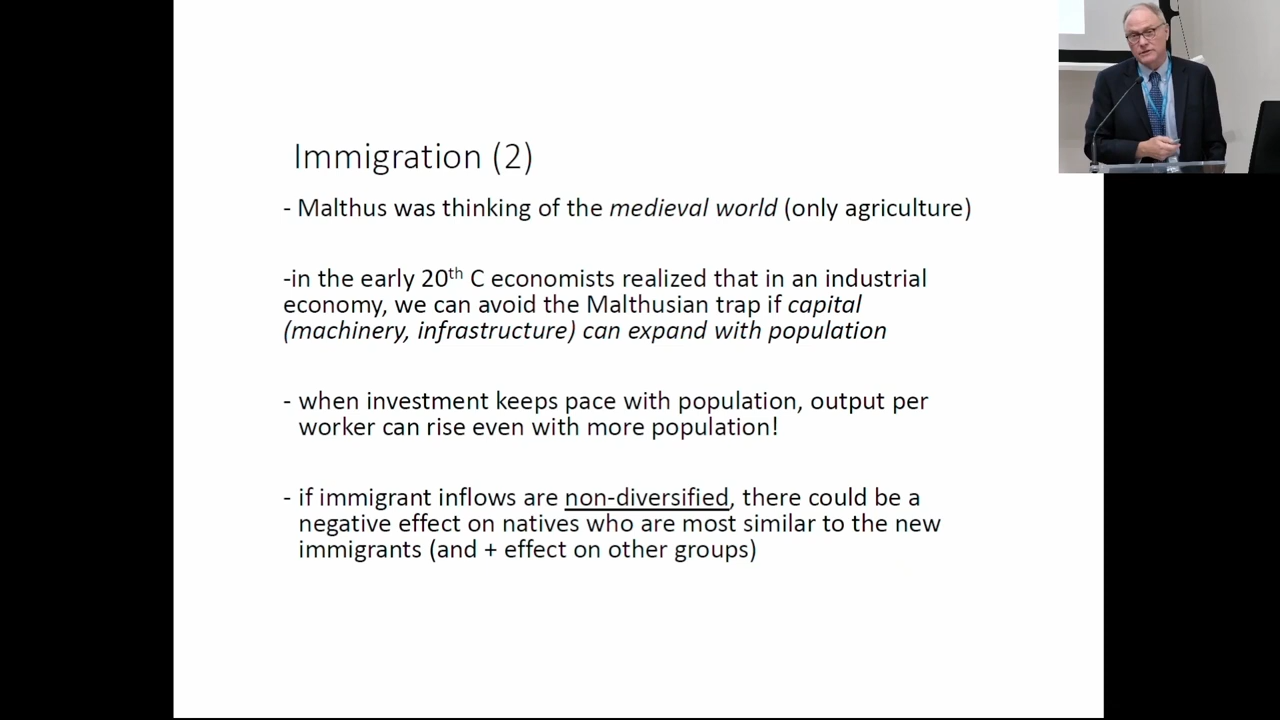 Immigration (2)
- Malthus was thinking of the medieval world (only agriculture)
-in the early 20th C economists realized that in an industrial
economy, we can avoid the Malthusian trap if capital
(machinery, infrastructure) can expand with population
- when investment keeps pace with population, output per
worker can rise even with more population!
- if immigrant inflows are non-diversified, there could be a
negative effect on natives who are most similar to the new
immigrants (and + effect on other groups)